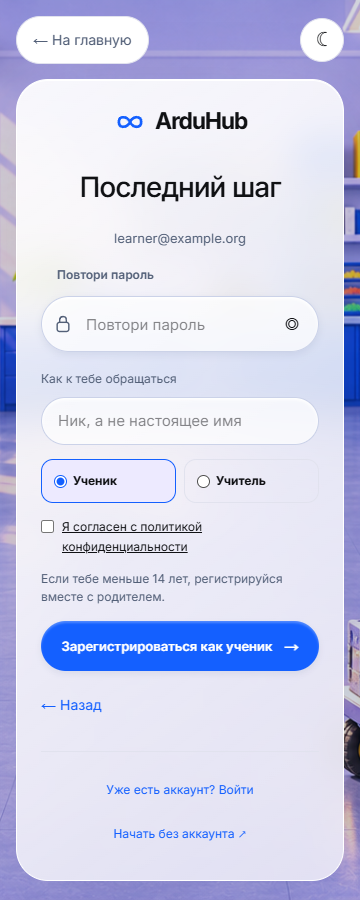 ← На главную
ArduHub
Последний шаг
learner@example.org
Повтори пароль
Повтори пароль
Как к тебе обращаться
Ник, а не настоящее имя
Ученик
Учитель
Я согласен с политикой
конфиденциальности
Если тебе меньше 14 лет, регистрируйся
вместе с родителем.
Зарегистрироваться как ученик →
← Назад
Уже есть аккаунт? Войти
Начать без аккаунта ↗